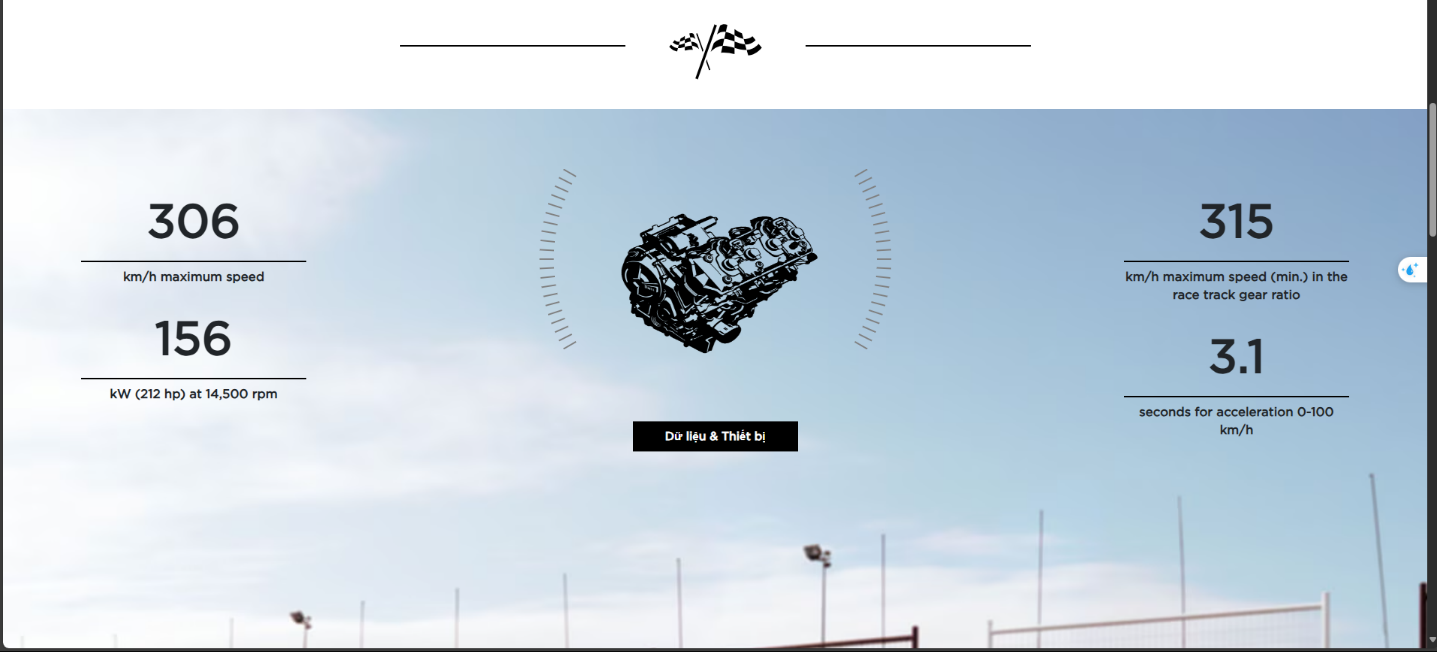 306
km/h maximum speed
156
kW (212 hp) at 14,500 rpm
Dữ liệu & Thiết bị
315
km/h maximum speed (min.) in the
race track gear ratio
3.1
seconds for acceleration 0-100
km/h